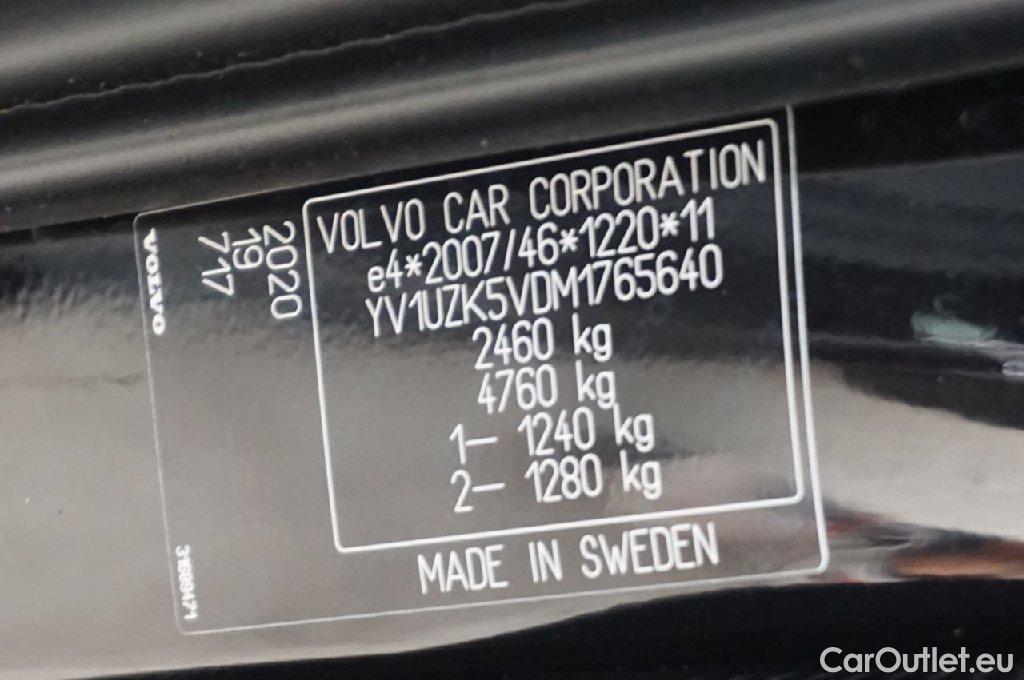 VOLVO
31689471
2020
19
717
VOLVO CAR CORPORATION
e4*2007/46*1220*11
YV1UZK5VDM1765640
2460 kg
4760 kg
1– 1240 kg
2– 1280 kg
MADE IN SWEDEN
CarOutlet.eu